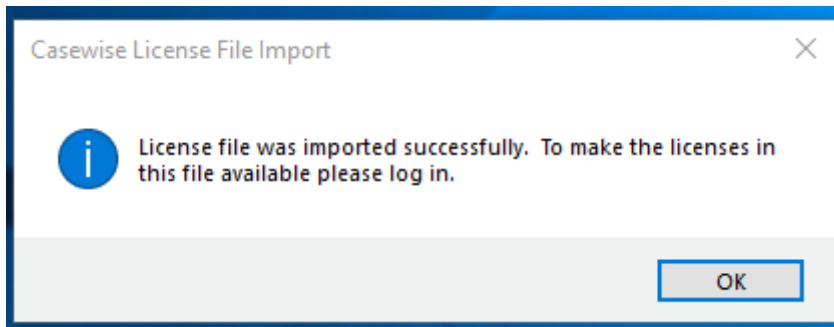 Casewise License File Import
License file was imported successfully.  To make the licenses in
this file available please log in.
OK